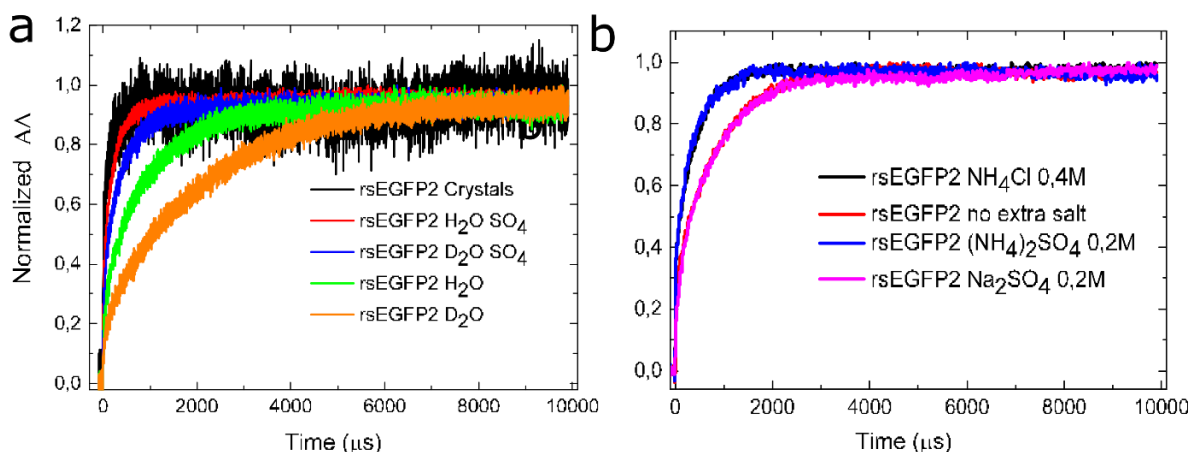 a
Normalized ΛΛ
1,2
1,0
0,8
0,6
0,4
0,2
0,0
rsEGFP2 Crystals
rsEGFP2 H2O SO4
rsEGFP2 D2O SO4
rsEGFP2 H2O
rsEGFP2 D2O
0 2000 4000 6000 8000 10000
Time (μs)
b
1,0
0,8
0,6
0,4
0,2
0,0
rsEGFP2 NH4Cl 0,4M
rsEGFP2 no extra salt
rsEGFP2 (NH4)2SO4 0,2M
rsEGFP2 Na2SO4 0,2M
0 2000 4000 6000 8000 10000
Time (μs)